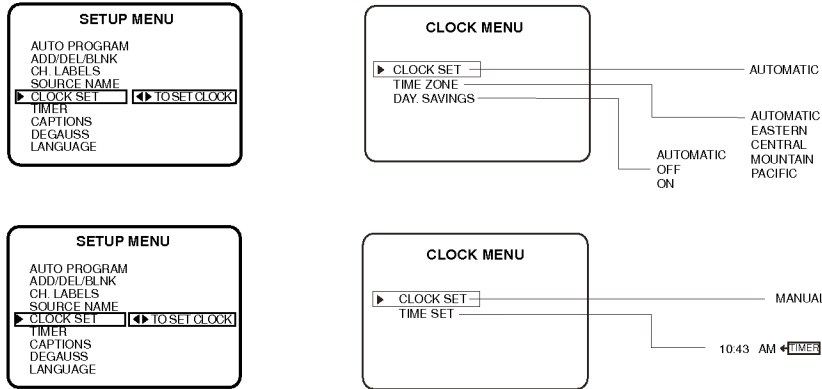 SETUP MENU
AUTO PROGRAM
ADD/DEL/BLNK
CH. LABELS
SOURCE NAME
▶ CLOCK SET ◀▶ TO SET CLOCK
TIMER
CAPTIONS
DEGAUSS
LANGUAGE
CLOCK MENU
▶ CLOCK SET
TIME ZONE
DAY. SAVINGS
AUTOMATIC
AUTOMATIC
EASTERN
CENTRAL
MOUNTAIN
PACIFIC
AUTOMATIC
OFF
ON
SETUP MENU
AUTO PROGRAM
ADD/DEL/BLNK
CH. LABELS
SOURCE NAME
▶ CLOCK SET ◀▶ TO SET CLOCK
TIMER
CAPTIONS
DEGAUSS
LANGUAGE
CLOCK MENU
▶ CLOCK SET
TIME SET
MANUAL
10:43 AM ←TIMER